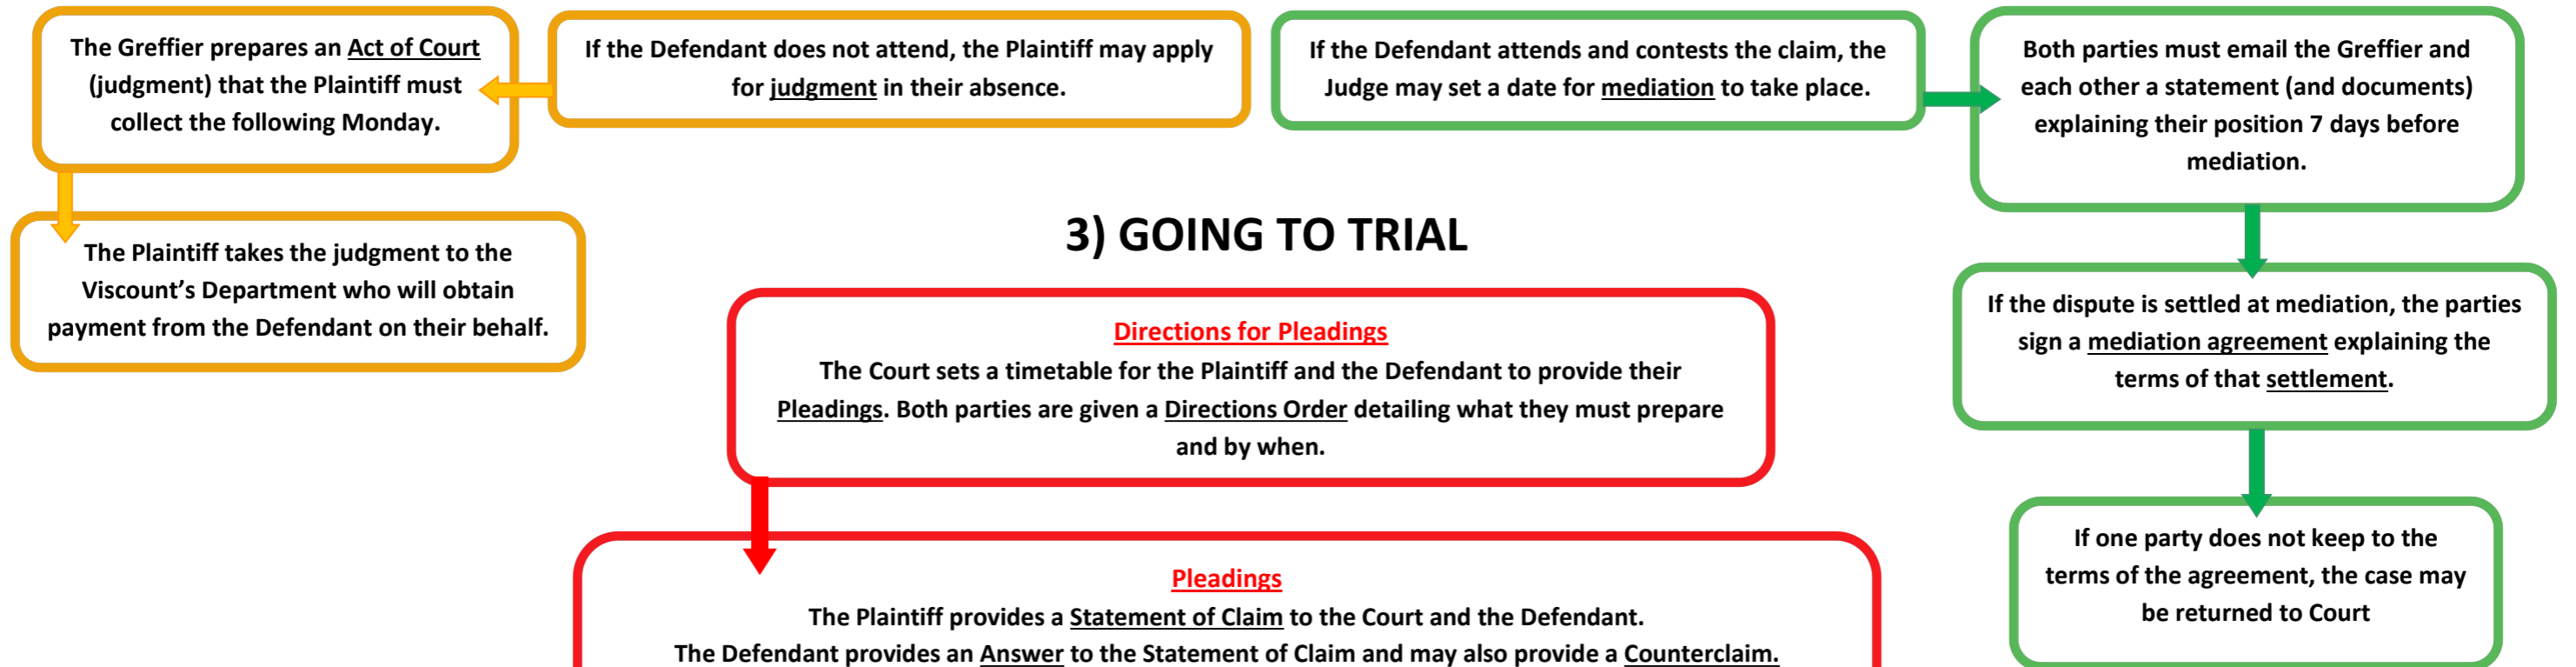 The Greffier prepares an Act of Court
(judgment) that the Plaintiff must
collect the following Monday.
If the Defendant does not attend, the Plaintiff may apply
for judgment in their absence.
If the Defendant attends and contests the claim, the
Judge may set a date for mediation to take place.
Both parties must email the Greffier and
each other a statement (and documents)
explaining their position 7 days before
mediation.
The Plaintiff takes the judgment to the
Viscount’s Department who will obtain
payment from the Defendant on their behalf.
3) GOING TO TRIAL
If the dispute is settled at mediation, the parties
sign a mediation agreement explaining the
terms of that settlement.
Directions for Pleadings
The Court sets a timetable for the Plaintiff and the Defendant to provide their
Pleadings. Both parties are given a Directions Order detailing what they must prepare
and by when.
If one party does not keep to the
terms of the agreement, the case may
be returned to Court
Pleadings
The Plaintiff provides a Statement of Claim to the Court and the Defendant.
The Defendant provides an Answer to the Statement of Claim and may also provide a Counterclaim.